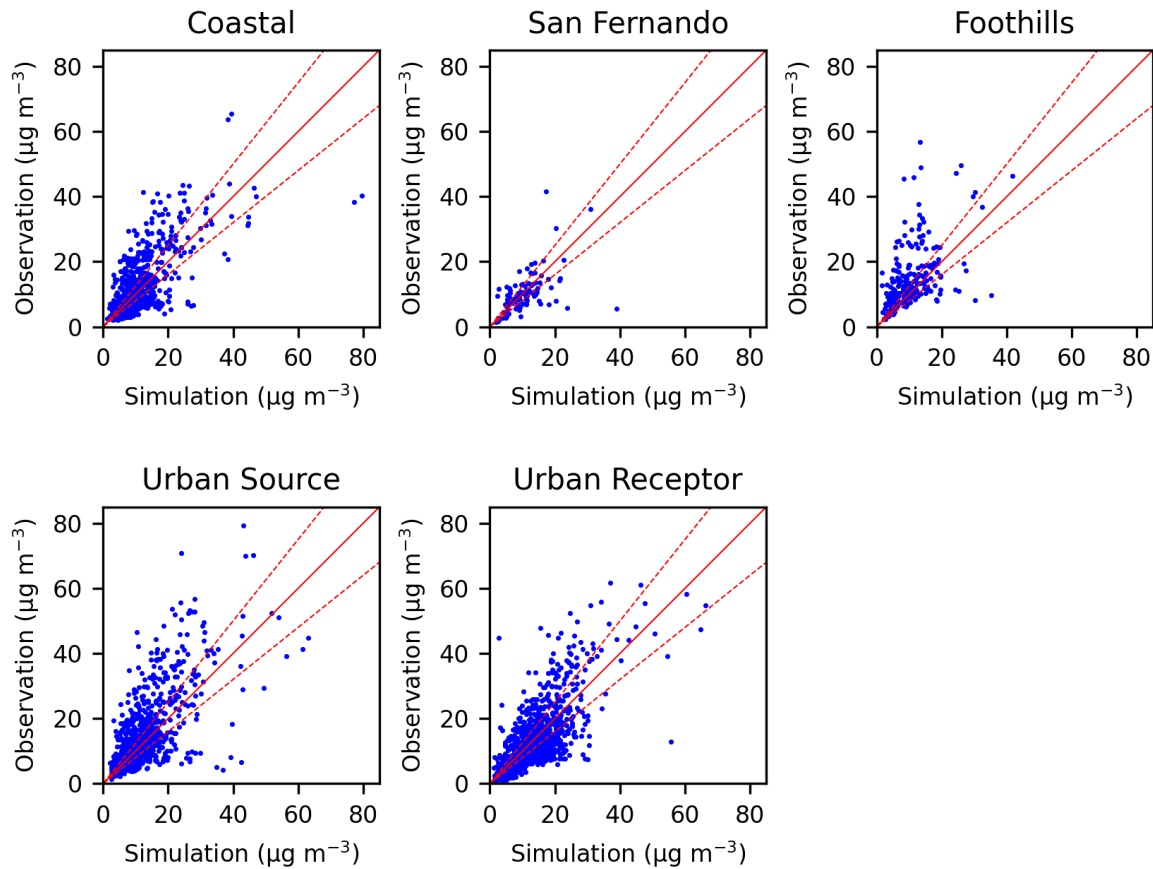 Coastal
San Fernando
Foothills
Observation (µg m⁻³)
80
60
40
20
0
0 20 40 60 80
Simulation (µg m⁻³)
Observation (µg m⁻³)
80
60
40
20
0
0 20 40 60 80
Simulation (µg m⁻³)
Observation (µg m⁻³)
80
60
40
20
0
0 20 40 60 80
Simulation (µg m⁻³)
Urban Source
Urban Receptor
Observation (µg m⁻³)
80
60
40
20
0
0 20 40 60 80
Simulation (µg m⁻³)
Observation (µg m⁻³)
80
60
40
20
0
0 20 40 60 80
Simulation (µg m⁻³)